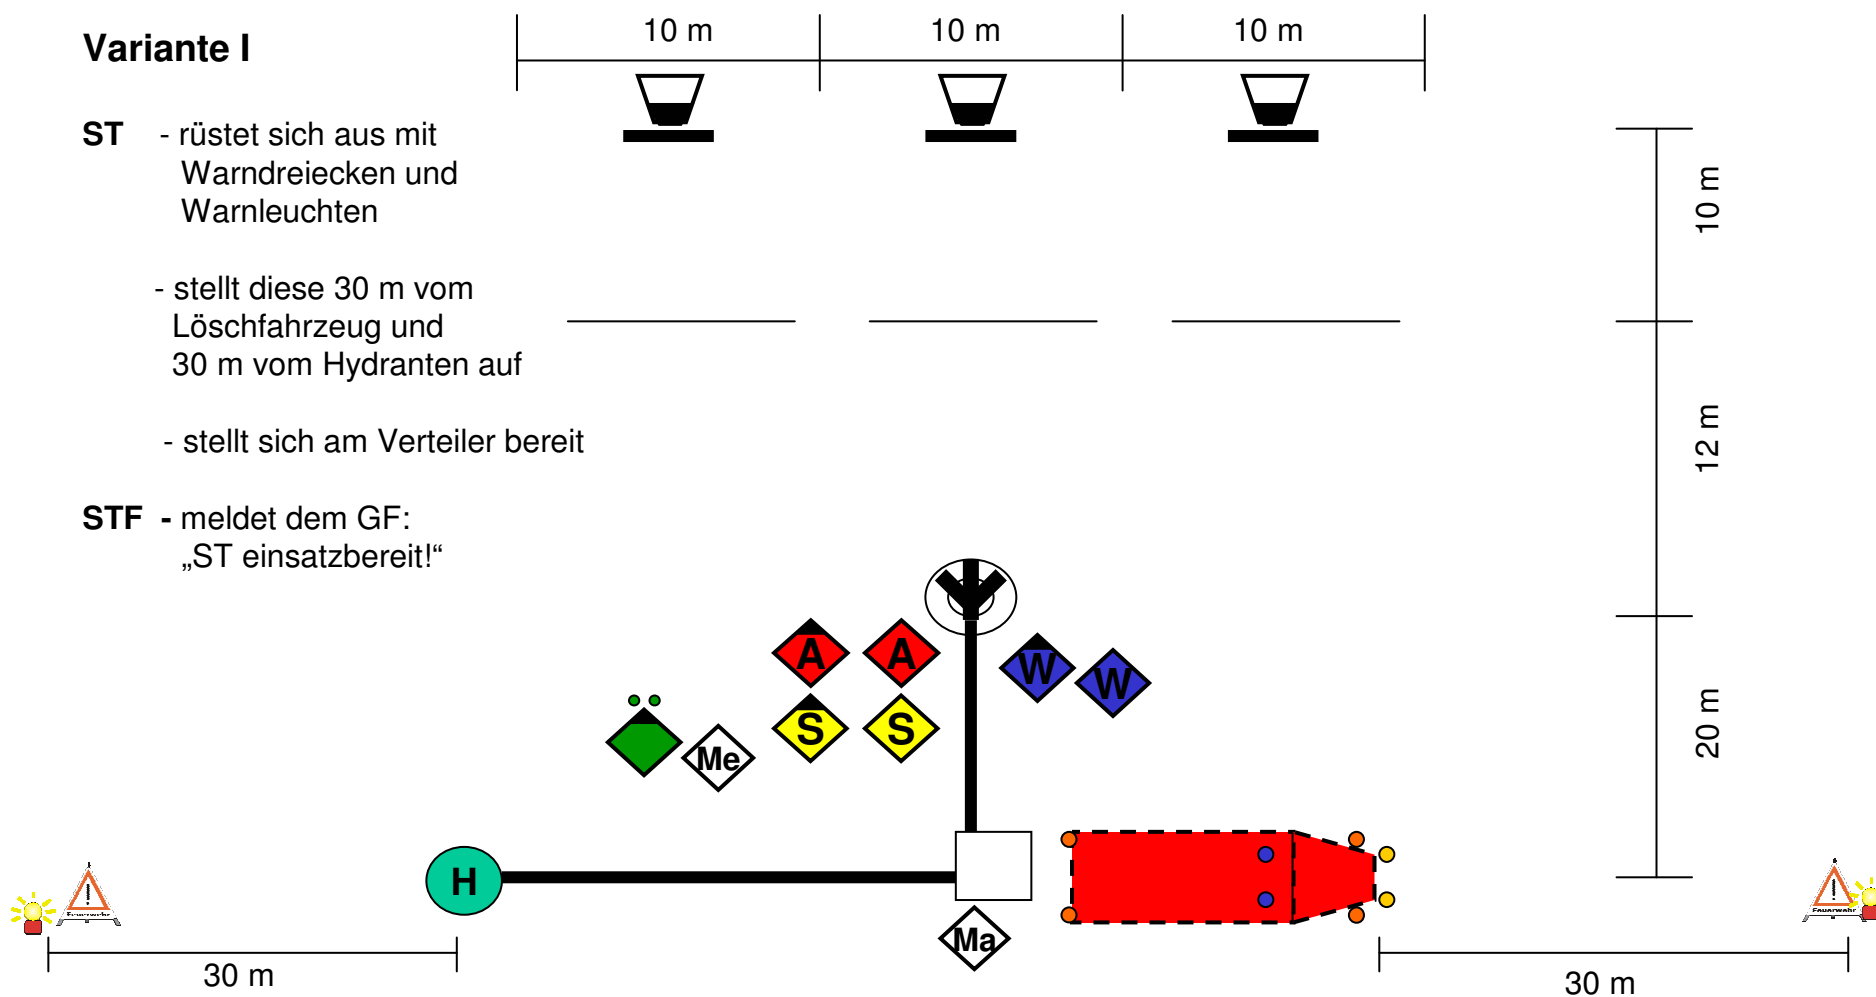 Variante I
10 m
10 m
10 m
ST - rüstet sich aus mit
Warndreiecken und
Warnleuchten
- stellt diese 30 m vom
Löschfahrzeug und
30 m vom Hydranten auf
- stellt sich am Verteiler bereit
STF - meldet dem GF:
„ST einsatzbereit!“
10 m
12 m
20 m
A
A
W
W
S
S
Me
H
Ma
!
Feuerwehr
!
Feuerwehr
30 m
30 m